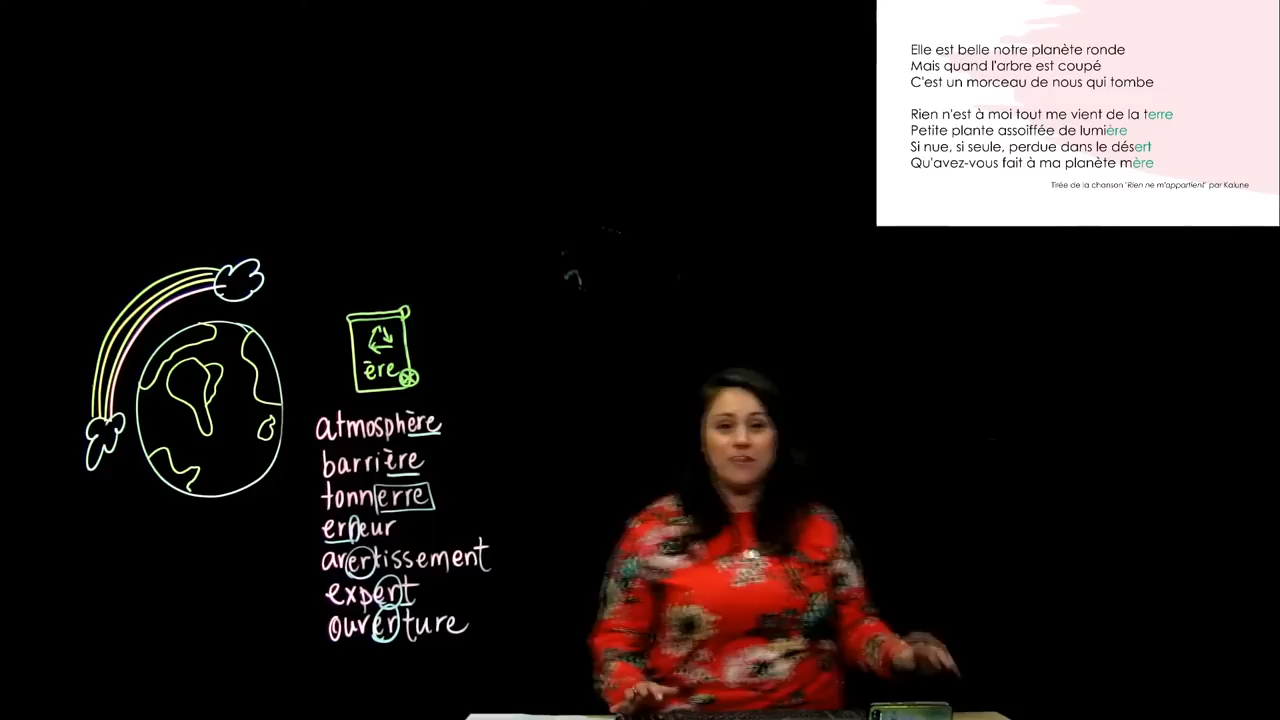 Elle est belle notre planète ronde
Mais quand l'arbre est coupé
C'est un morceau de nous qui tombe
Rien n'est à moi tout me vient de la terre
Petite plante assoiffée de lumière
Si nue, si seule, perdue dans le désert
Qu'avez-vous fait à ma planète mère
Tirée de la chanson 'Rien ne m'appartient' par Kalune
ère
atmosphère
barrière
tonnerre
erreur
avertissement
expert
ouverture